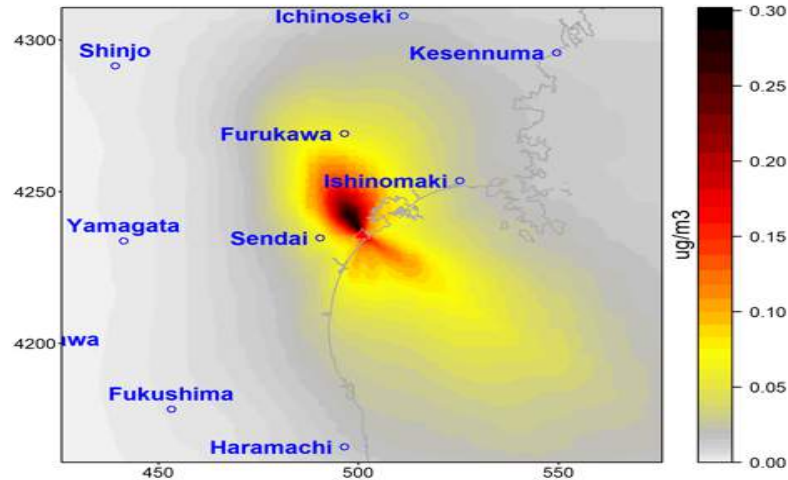 Ichinoseki
4300
Shinjo
Kesennuma
Furukawa
4250
Ishinomaki
Yamagata
Sendai
4200
awa
Fukushima
Haramachi
450
500
550
0.30
0.25
0.20
0.15
0.10
0.05
0.00
ug/m3